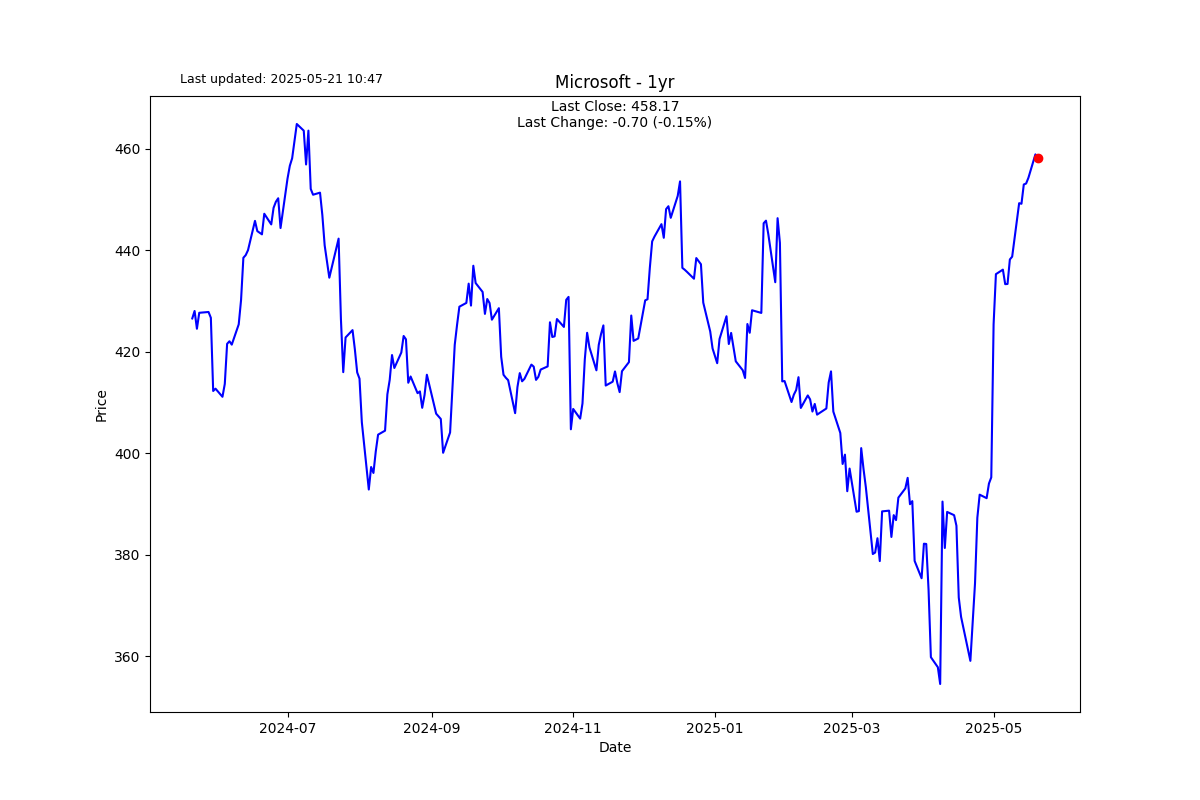 Last updated: 2025-05-21 10:47
Microsoft - 1yr
Last Close: 458.17
Last Change: -0.70 (-0.15%)
460
440
420
400
380
360
Price
2024-07
2024-09
2024-11
2025-01
2025-03
2025-05
Date